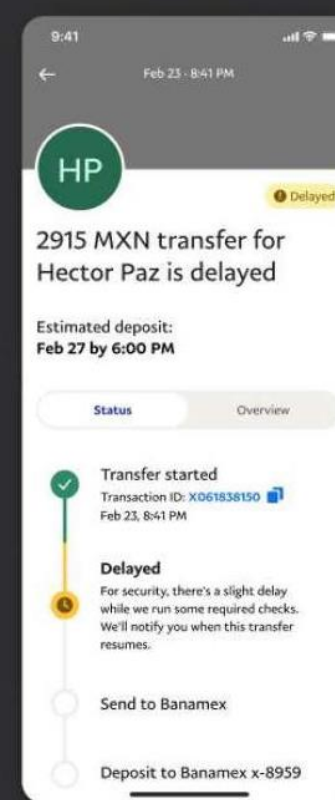 9:41
Feb 23 - 8:41 PM
HP
Delayed
2915 MXN transfer for
Hector Paz is delayed
Estimated deposit:
Feb 27 by 6:00 PM
Status
Overview
Transfer started
Transaction ID: X061838150
Feb 23, 8:41 PM
Delayed
For security, there's a slight delay
while we run some required checks.
We'll notify you when this transfer
resumes.
Send to Banamex
Deposit to Banamex x-8959